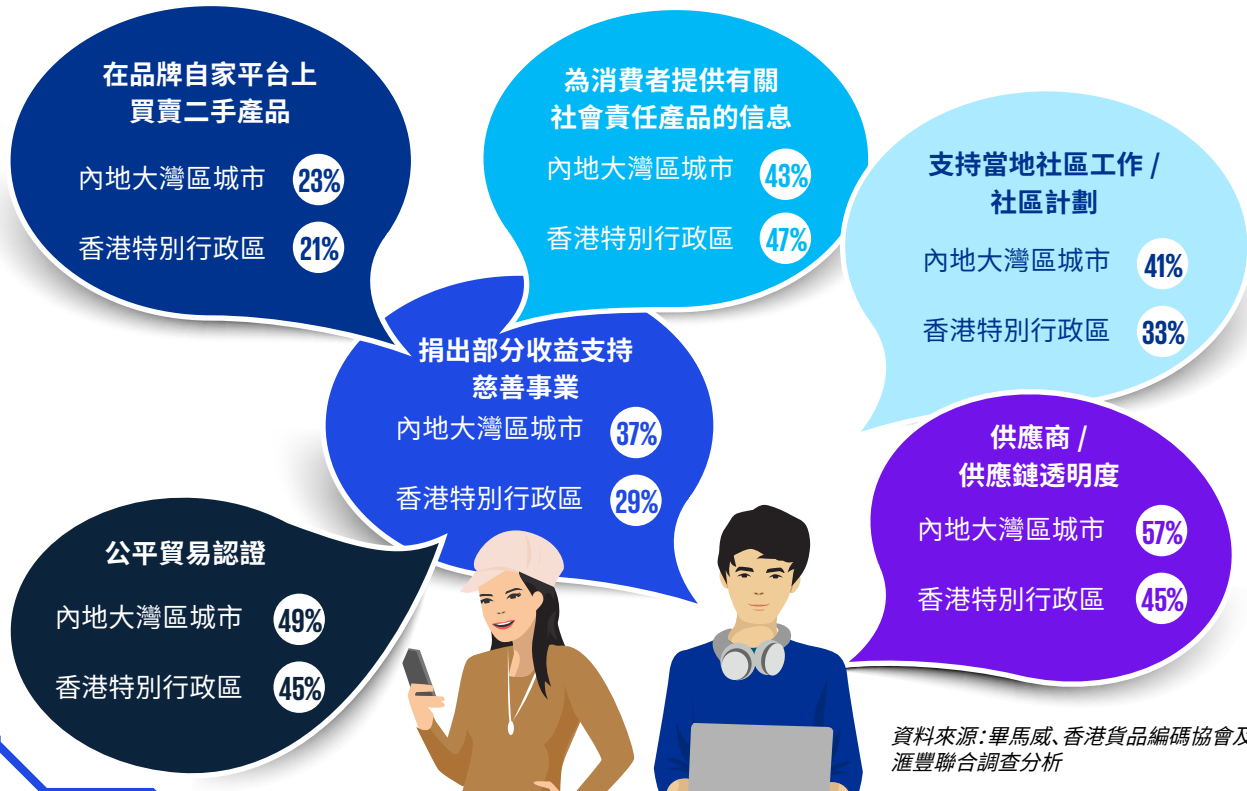 在品牌自家平台上
買賣二手產品
內地大灣區城市 23%
香港特別行政區 21%
為消費者提供有關
社會責任產品的信息
內地大灣區城市 43%
香港特別行政區 47%
支持當地社區工作 /
社區計劃
內地大灣區城市 41%
香港特別行政區 33%
捐出部分收益支持
慈善事業
內地大灣區城市 37%
香港特別行政區 29%
供應商 /
供應鏈透明度
內地大灣區城市 57%
香港特別行政區 45%
公平貿易認證
內地大灣區城市 49%
香港特別行政區 45%
資料來源：畢馬威、香港貨品編碼協會及
滙豐聯合調查分析